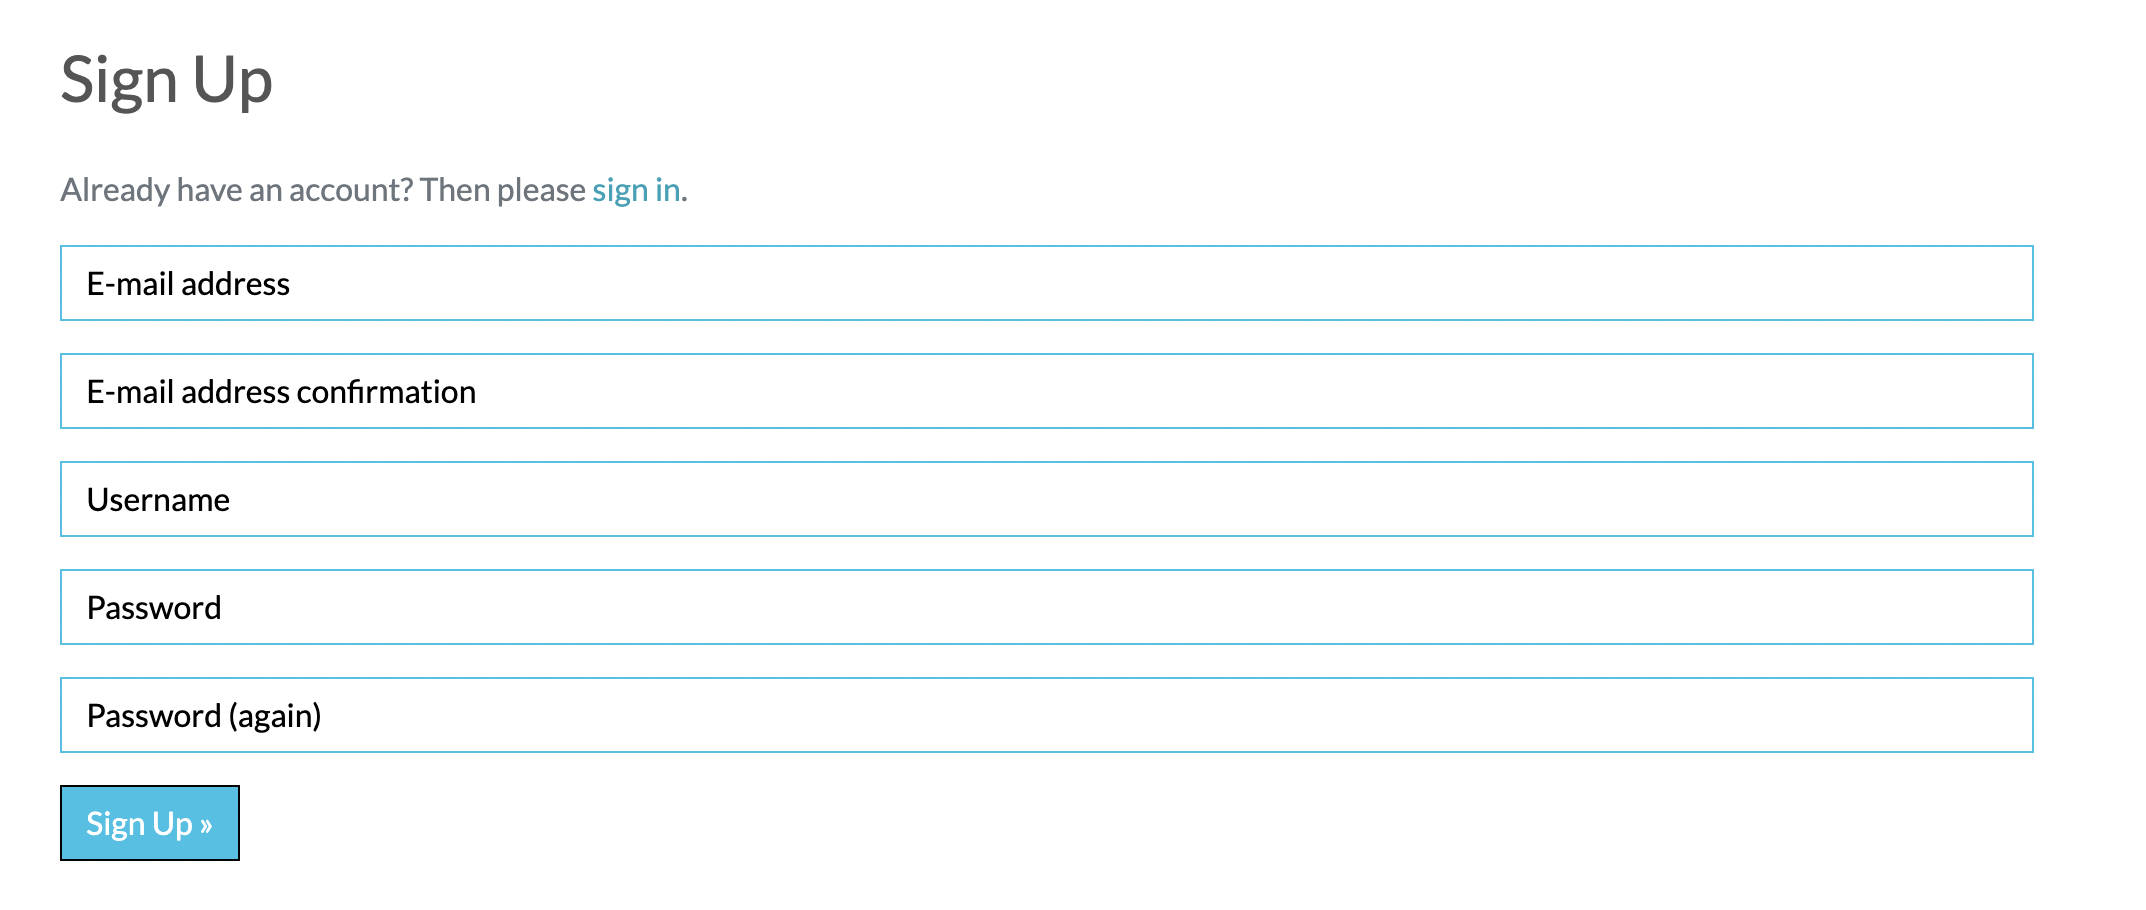 Sign Up
Already have an account? Then please sign in.
E-mail address
E-mail address confirmation
Username
Password
Password (again)
Sign Up »